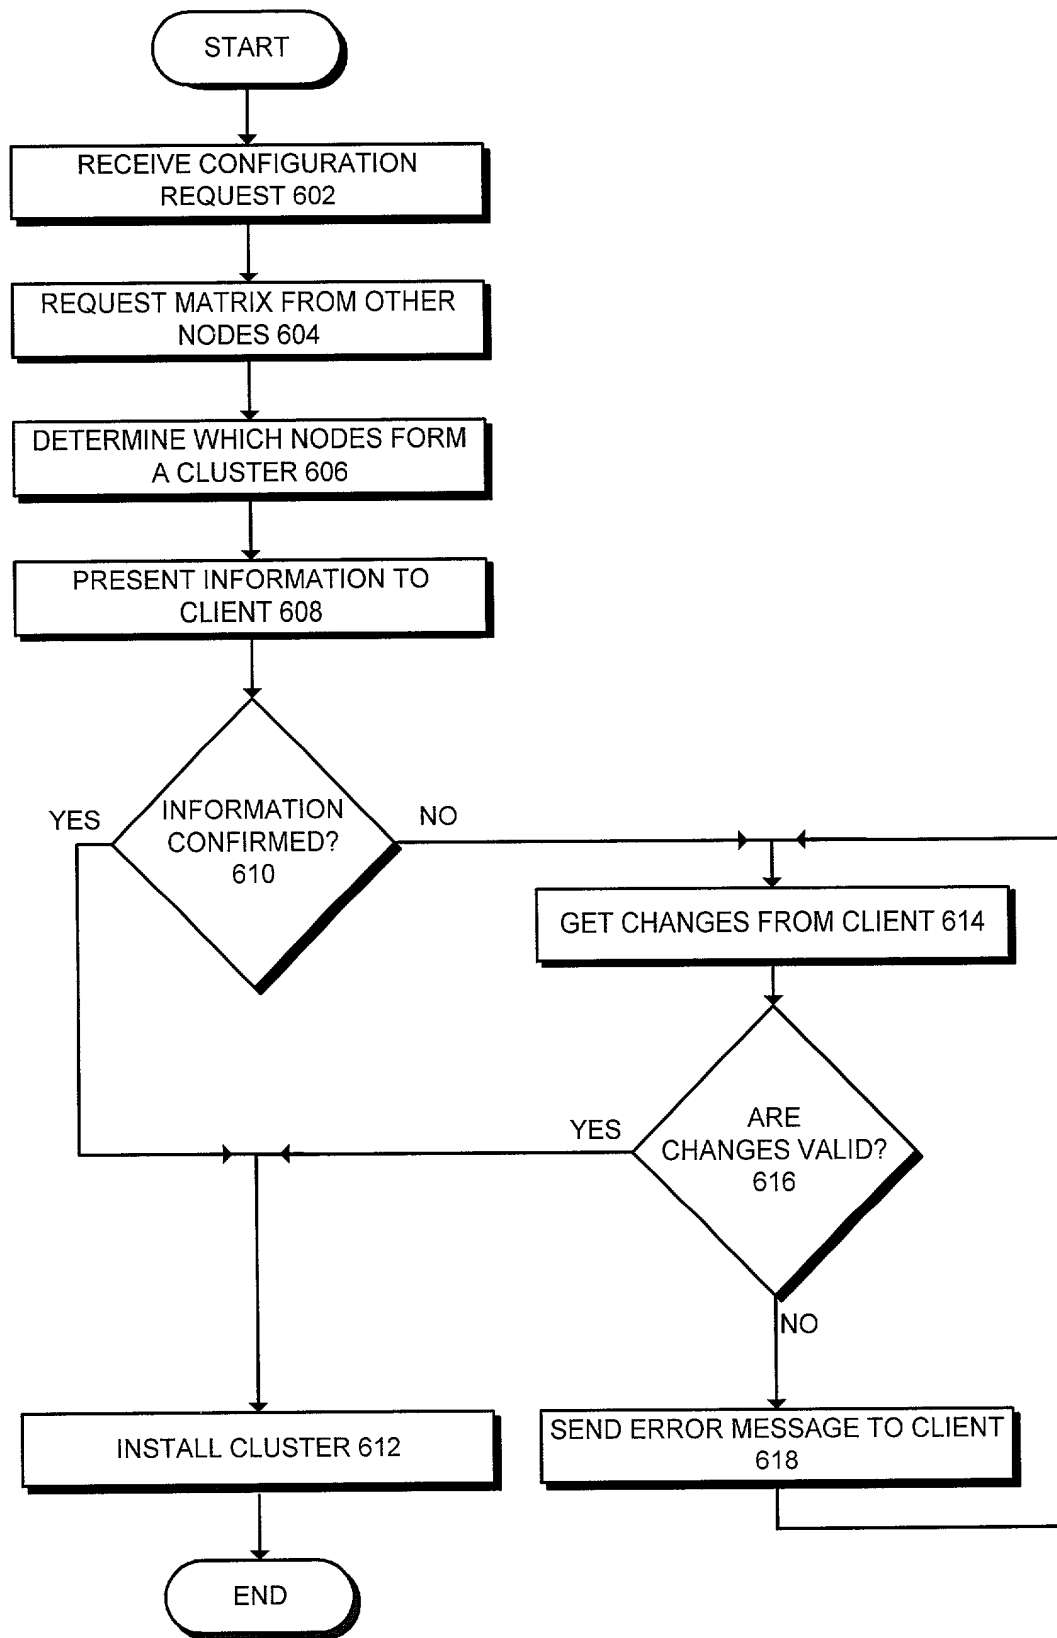 START
RECEIVE CONFIGURATION
REQUEST 602
REQUEST MATRIX FROM OTHER
NODES 604
DETERMINE WHICH NODES FORM
A CLUSTER 606
PRESENT INFORMATION TO
CLIENT 608
YES
INFORMATION
CONFIRMED?
610
NO
GET CHANGES FROM CLIENT 614
YES
ARE
CHANGES VALID?
616
NO
INSTALL CLUSTER 612
SEND ERROR MESSAGE TO CLIENT
618
END